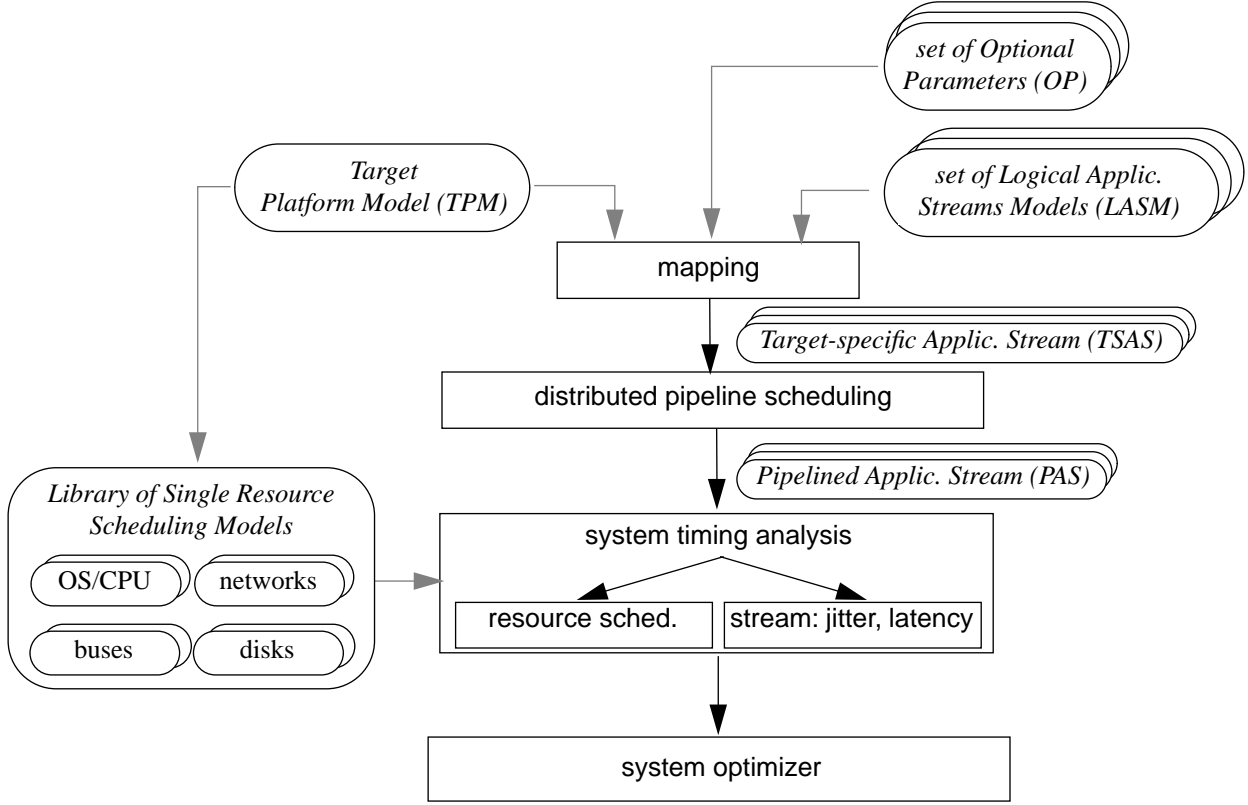 set of Optional
Parameters (OP)
Target
Platform Model (TPM)
set of Logical Applic.
Streams Models (LASM)
mapping
Target-specific Applic. Stream (TSAS)
distributed pipeline scheduling
Pipelined Applic. Stream (PAS)
Library of Single Resource
Scheduling Models
OS/CPU
networks
buses
disks
system timing analysis
resource sched.
stream: jitter, latency
system optimizer